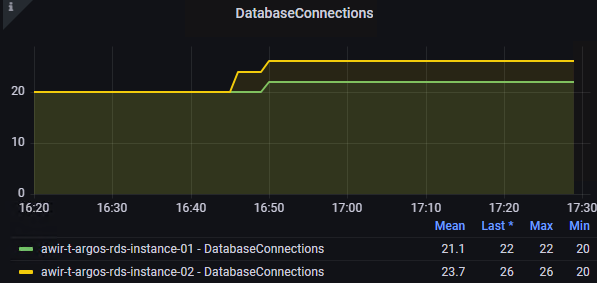 i
DatabaseConnections
20
10
0
16:20 16:30 16:40 16:50 17:00 17:10 17:20 17:30
Mean Last * Max Min
awir-t-argos-rds-instance-01 - DatabaseConnections 21.1 22 22 20
awir-t-argos-rds-instance-02 - DatabaseConnections 23.7 26 26 20